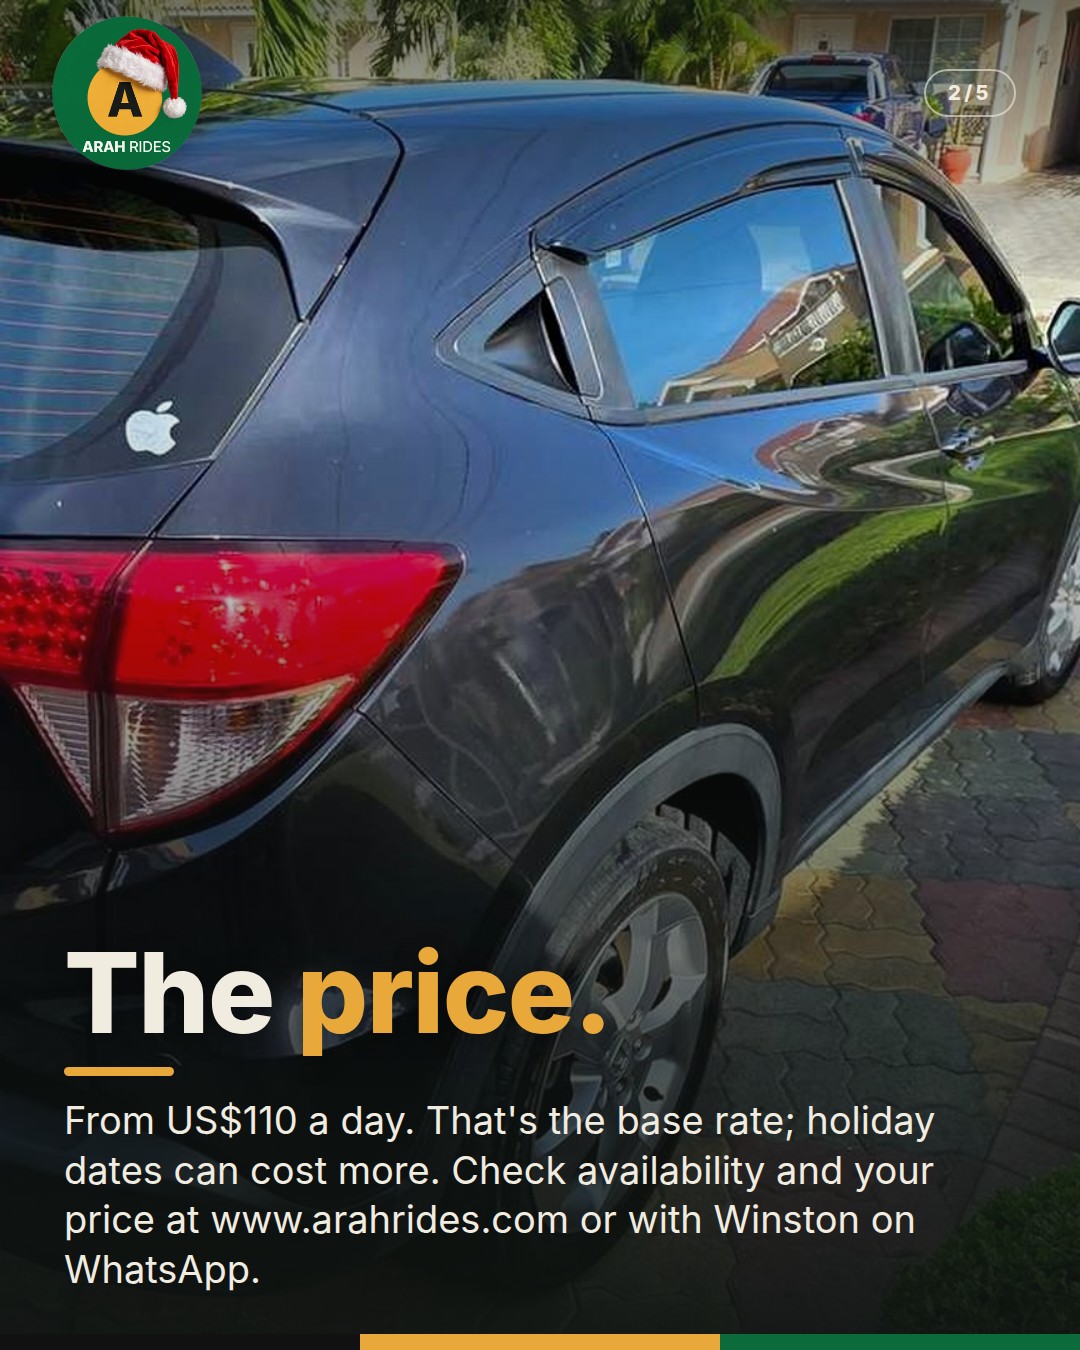 A
ARAH RIDES
2/5
The price.
From US$110 a day. That's the base rate; holiday
dates can cost more. Check availability and your
price at www.arahrides.com or with Winston on
WhatsApp.